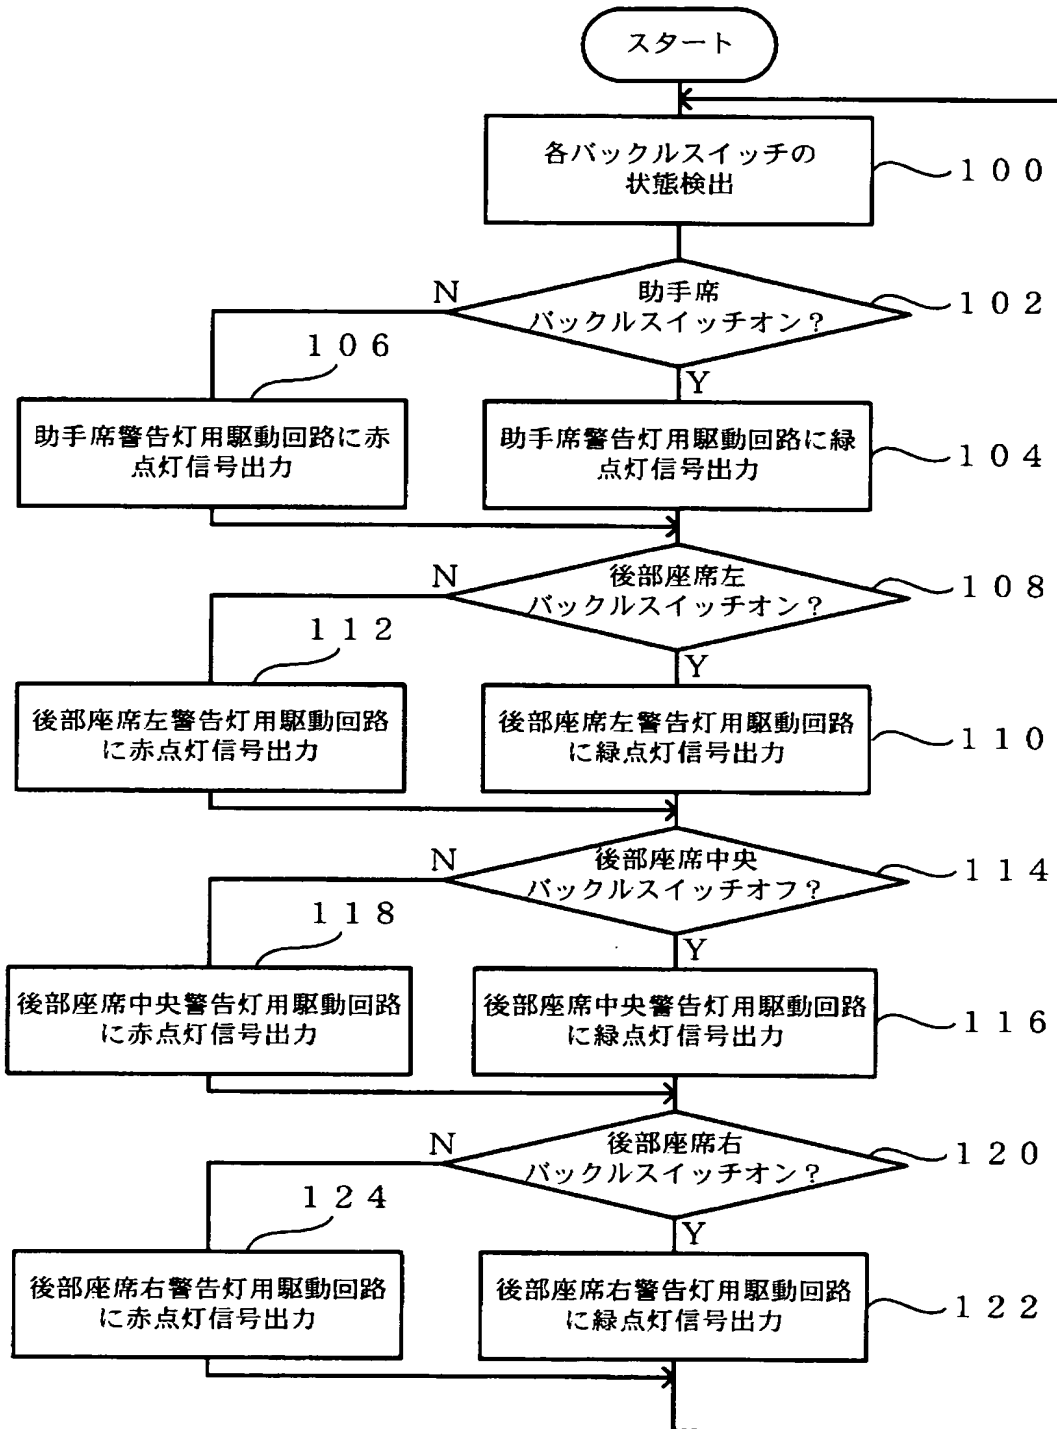 スタート
各バックルスイッチの
状態検出
100
助手席
バックルスイッチオン?
102
N
Y
106
助手席警告灯用駆動回路に赤
点灯信号出力
助手席警告灯用駆動回路に緑
点灯信号出力
104
後部座席左
バックルスイッチオン?
108
N
Y
112
後部座席左警告灯用駆動回路
に赤点灯信号出力
後部座席左警告灯用駆動回路
に緑点灯信号出力
110
後部座席中央
バックルスイッチオフ?
114
N
Y
118
後部座席中央警告灯用駆動回路
に赤点灯信号出力
後部座席中央警告灯用駆動回路
に緑点灯信号出力
116
後部座席右
バックルスイッチオン?
120
N
Y
124
後部座席右警告灯用駆動回路
に赤点灯信号出力
後部座席右警告灯用駆動回路
に緑点灯信号出力
122